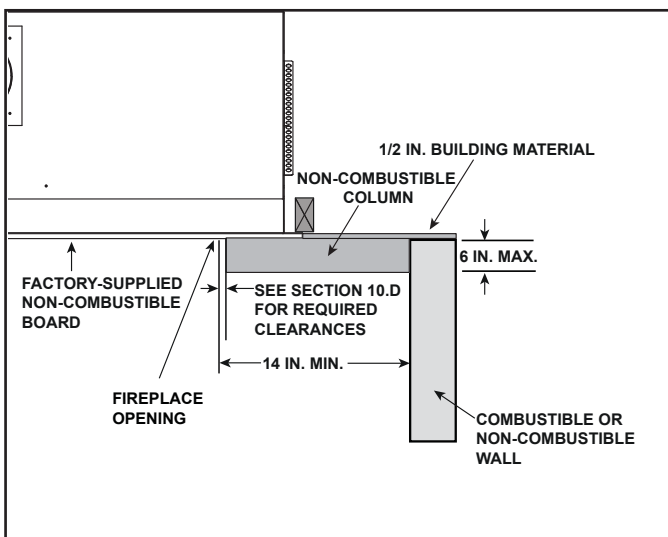 1/2 IN. BUILDING MATERIAL
NON-COMBUSTIBLE
COLUMN
6 IN. MAX.
FACTORY-SUPPLIED
NON-COMBUSTIBLE
BOARD
SEE SECTION 10.D
FOR REQUIRED
CLEARANCES
14 IN. MIN.
FIREPLACE
OPENING
COMBUSTIBLE OR
NON-COMBUSTIBLE
WALL